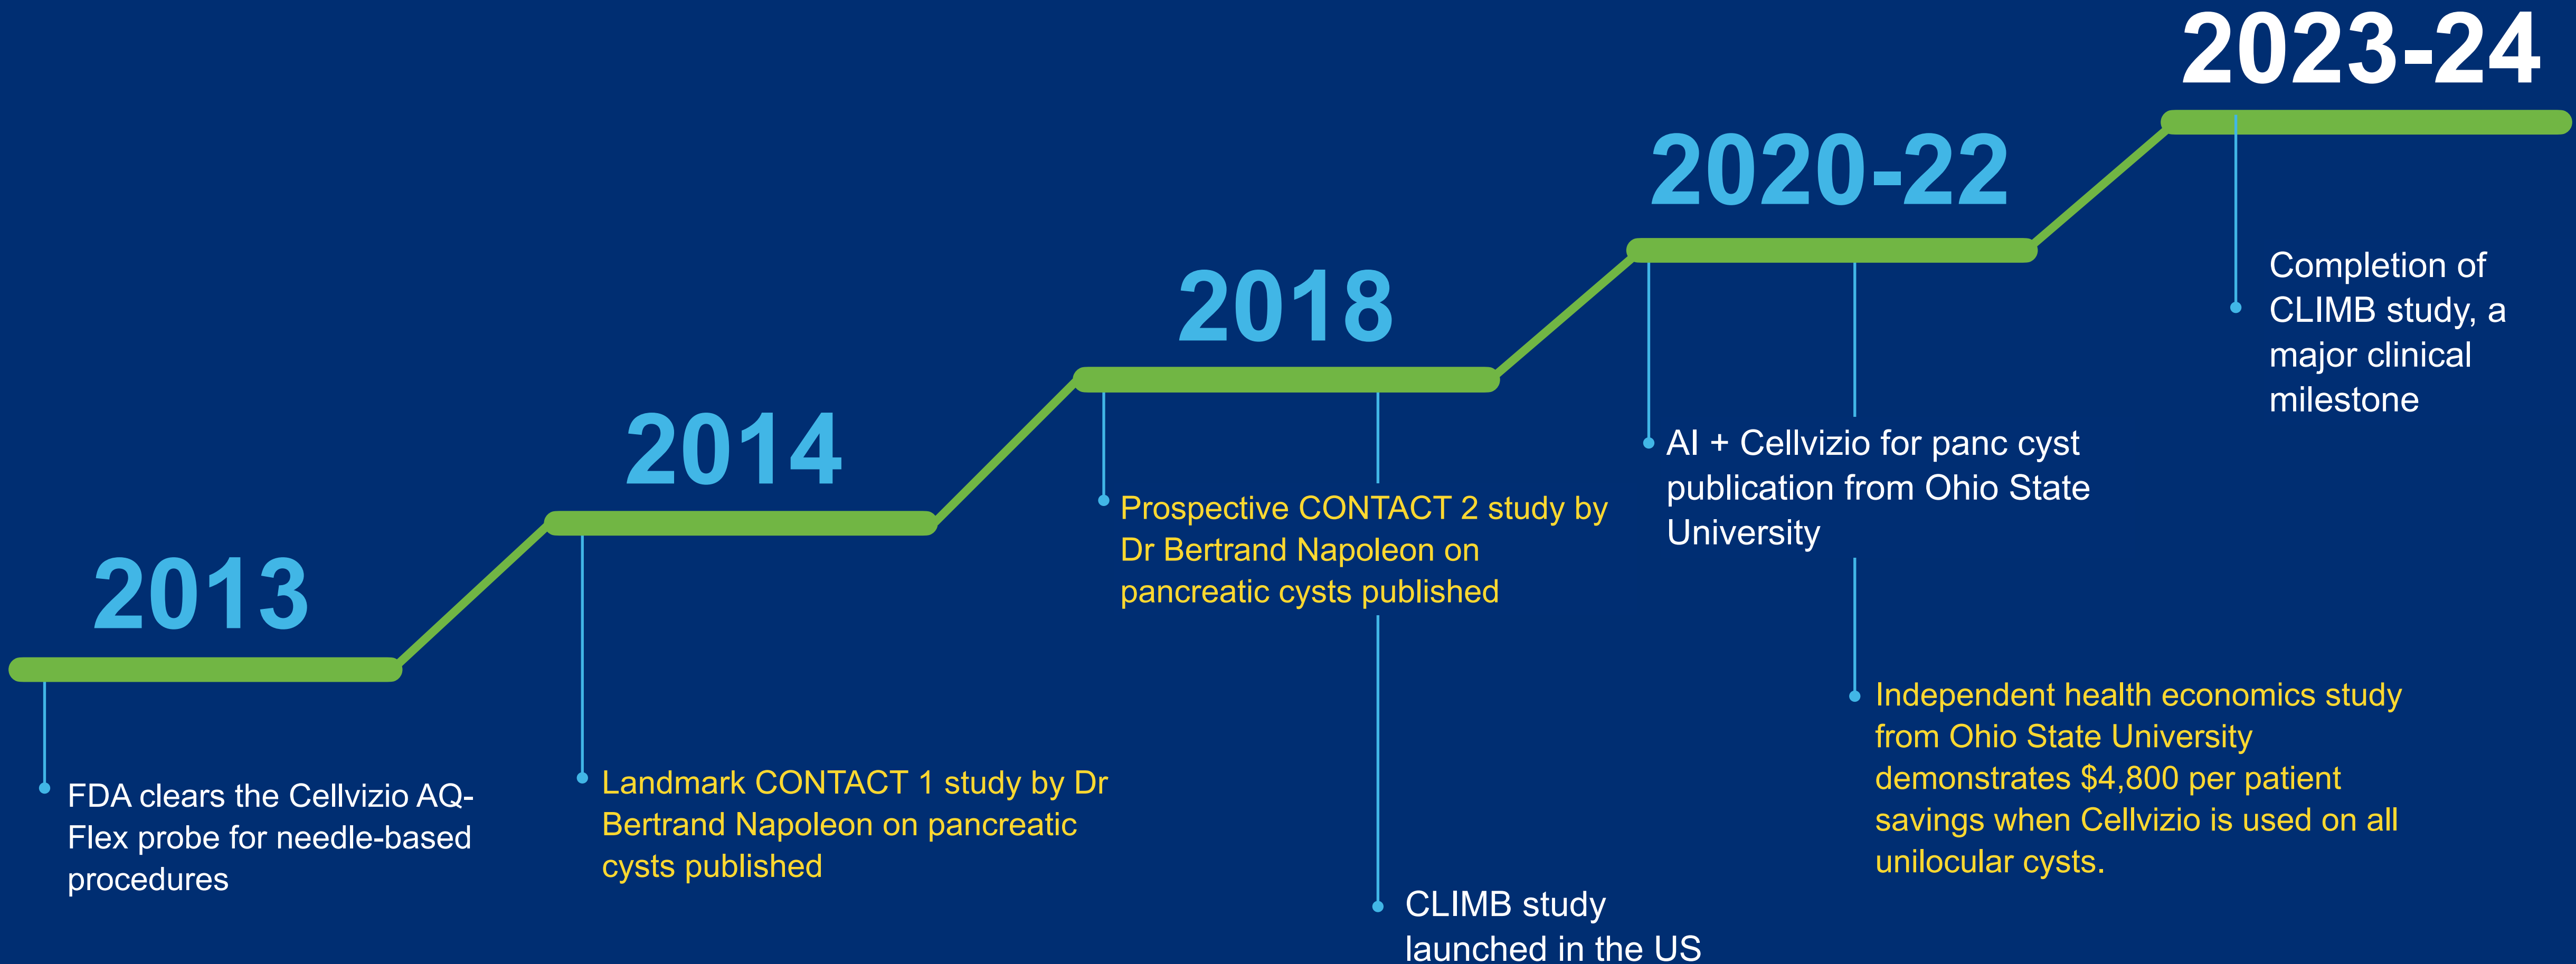 2013
FDA clears the Cellvizio AQ-
Flex probe for needle-based
procedures
2014
Landmark CONTACT 1 study by Dr
Bertrand Napoleon on pancreatic
cysts published
2018
Prospective CONTACT 2 study by
Dr Bertrand Napoleon on
pancreatic cysts published
CLIMB study
launched in the US
2020-22
AI + Cellvizio for panc cyst
publication from Ohio State
University
Independent health economics study
from Ohio State University
demonstrates $4,800 per patient
savings when Cellvizio is used on all
unilocular cysts.
2023-24
Completion of
CLIMB study, a
major clinical
milestone